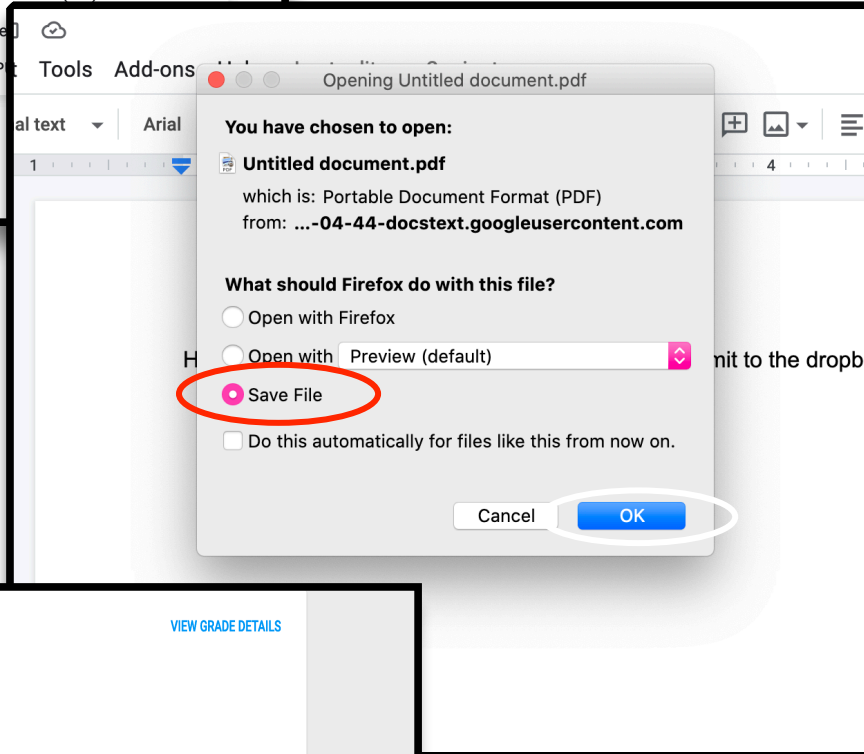 Tools Add-ons
Opening Untitled document.pdf
al text Arial
You have chosen to open:
1 4
Untitled document.pdf
PDF
which is: Portable Document Format (PDF)
from: ...-04-44-docstext.googleusercontent.com
What should Firefox do with this file?
Open with Firefox
H Open with Preview (default) mit to the dropb
Save File
Do this automatically for files like this from now on.
Cancel OK
VIEW GRADE DETAILS